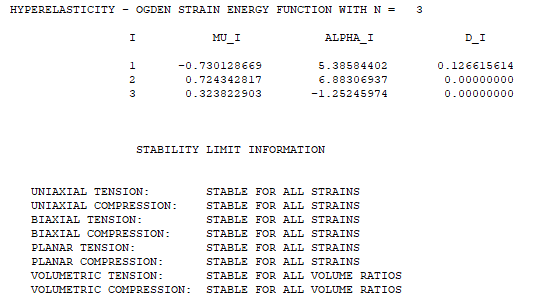 HYPERELASTICITY - OGDEN STRAIN ENERGY FUNCTION WITH N = 3
I MU_I ALPHA_I D_I
1 -0.730128669 5.38584402 0.126615614
2 0.724342817 6.88306937 0.00000000
3 0.323822903 -1.25245974 0.00000000
STABILITY LIMIT INFORMATION
UNIAXIAL TENSION: STABLE FOR ALL STRAINS
UNIAXIAL COMPRESSION: STABLE FOR ALL STRAINS
BIAXIAL TENSION: STABLE FOR ALL STRAINS
BIAXIAL COMPRESSION: STABLE FOR ALL STRAINS
PLANAR TENSION: STABLE FOR ALL STRAINS
PLANAR COMPRESSION: STABLE FOR ALL STRAINS
VOLUMETRIC TENSION: STABLE FOR ALL VOLUME RATIOS
VOLUMETRIC COMPRESSION: STABLE FOR ALL VOLUME RATIOS